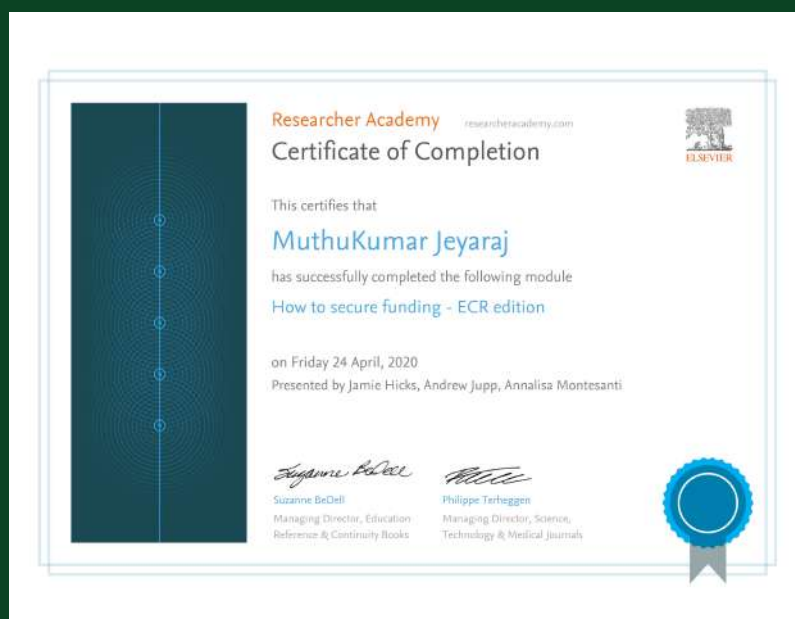 Researcher Academy researcheracademy.com
Certificate of Completion
ELSEVIER
This certifies that
MuthuKumar Jeyaraj
has successfully completed the following module
How to secure funding - ECR edition
on Friday 24 April, 2020
Presented by Jamie Hicks, Andrew Jupp, Annalisa Montesanti
Suzanne BeDell
Suzanne BeDell
Managing Director, Education
Reference & Continuity Books
Philippe Terheggen
Managing Director, Science,
Technology & Medical Journals